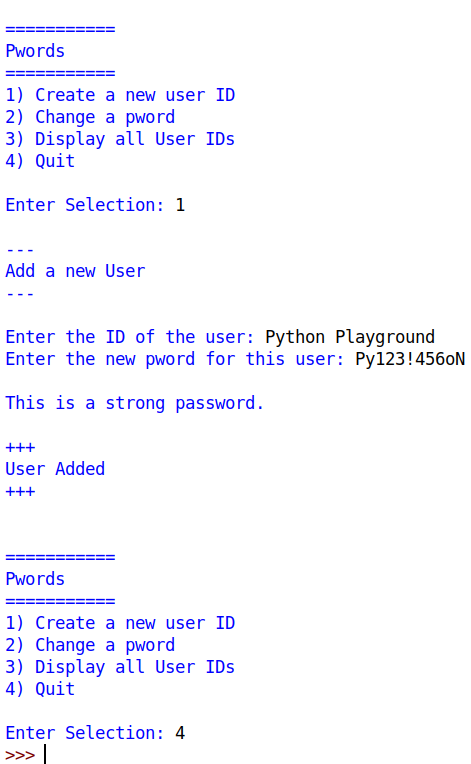 ===========
Pwords
===========
1) Create a new user ID
2) Change a pword
3) Display all User IDs
4) Quit
Enter Selection: 1
---
Add a new User
---
Enter the ID of the user: Python Playground
Enter the new pword for this user: Py123!456oN
This is a strong password.
+++
User Added
+++
===========
Pwords
===========
1) Create a new user ID
2) Change a pword
3) Display all User IDs
4) Quit
Enter Selection: 4
>>>